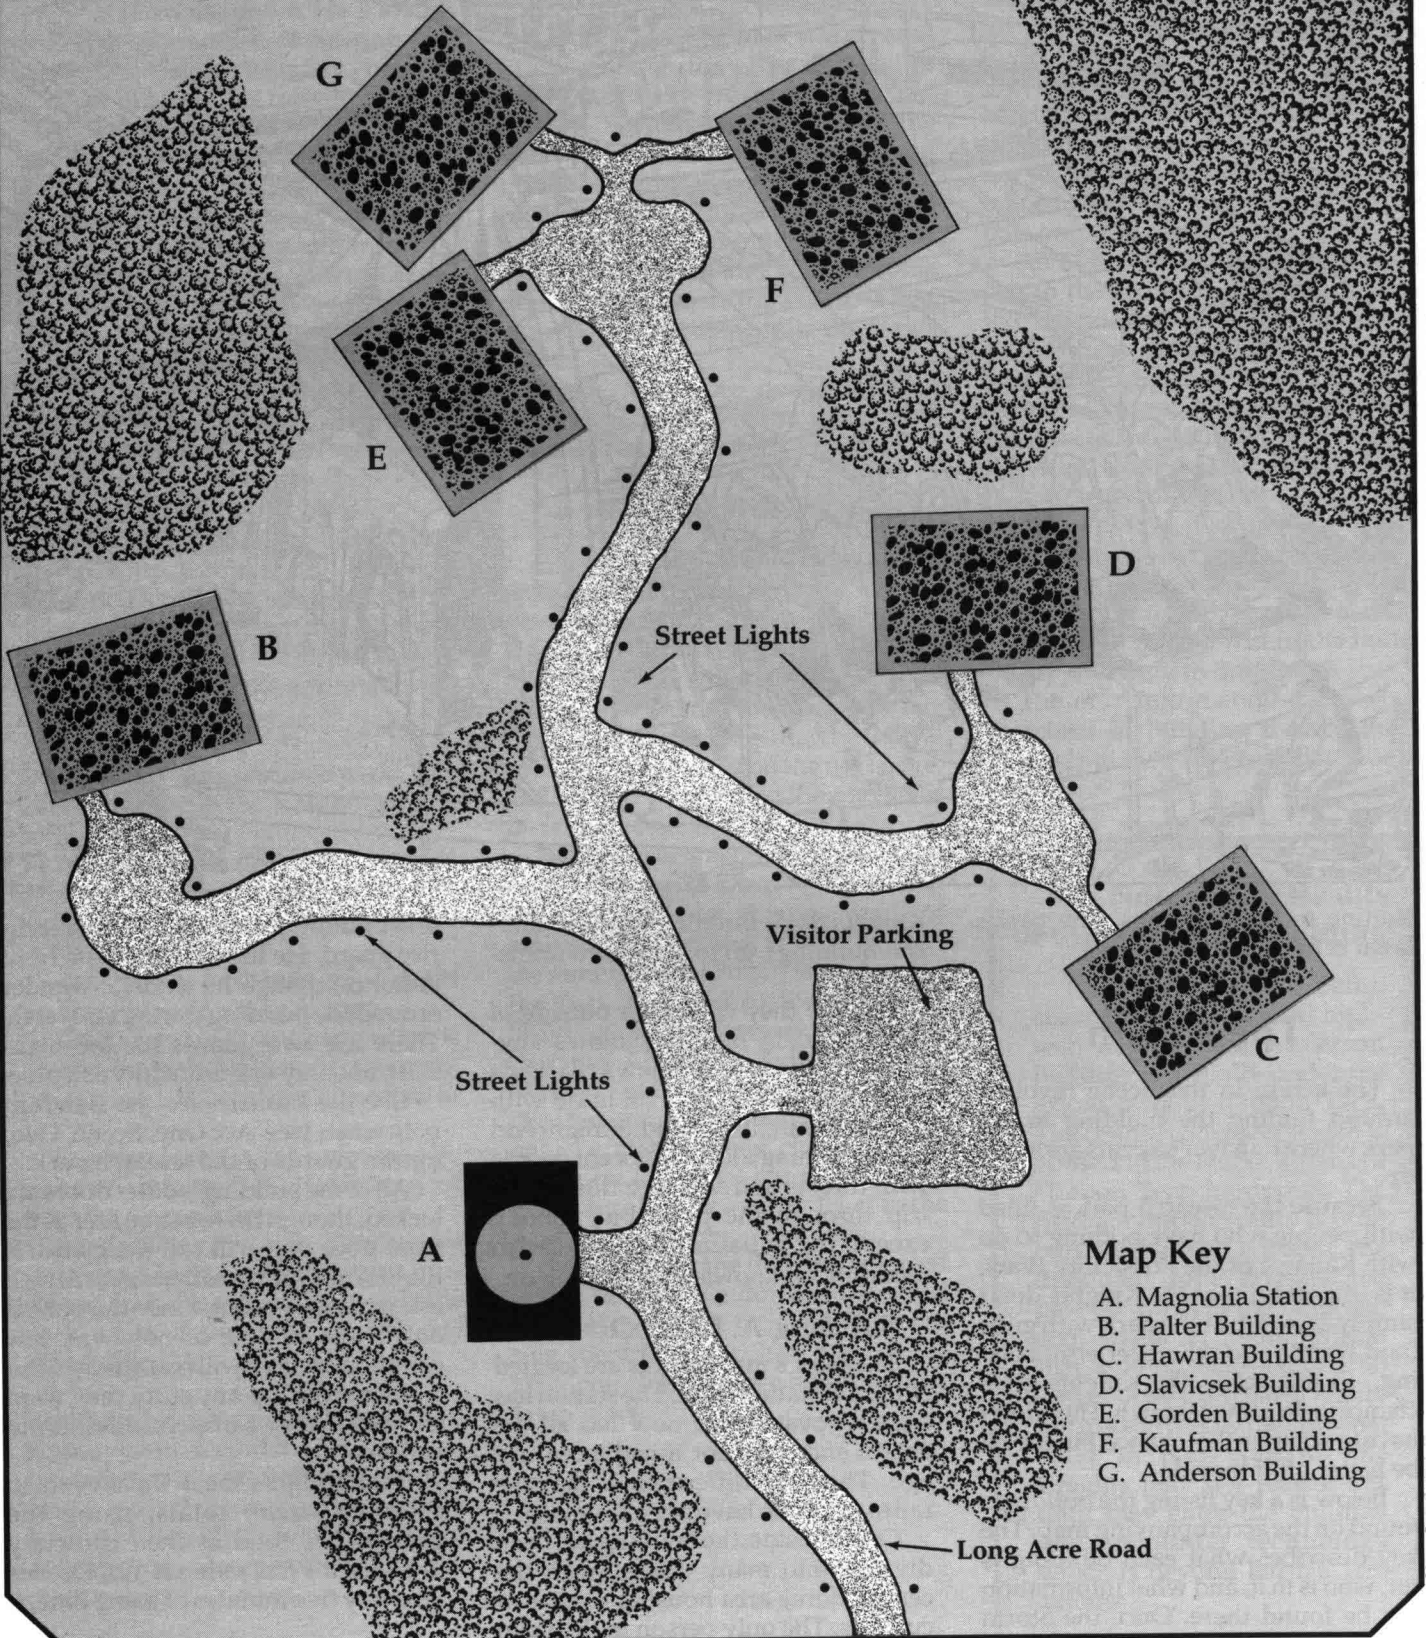 G
F
E
D
Street Lights
B
Visitor Parking
C
Street Lights
A
Map Key
A. Magnolia Station
B. Palter Building
C. Hawran Building
D. Slavicsek Building
E. Gorden Building
F. Kaufman Building
G. Anderson Building
Long Acre Road